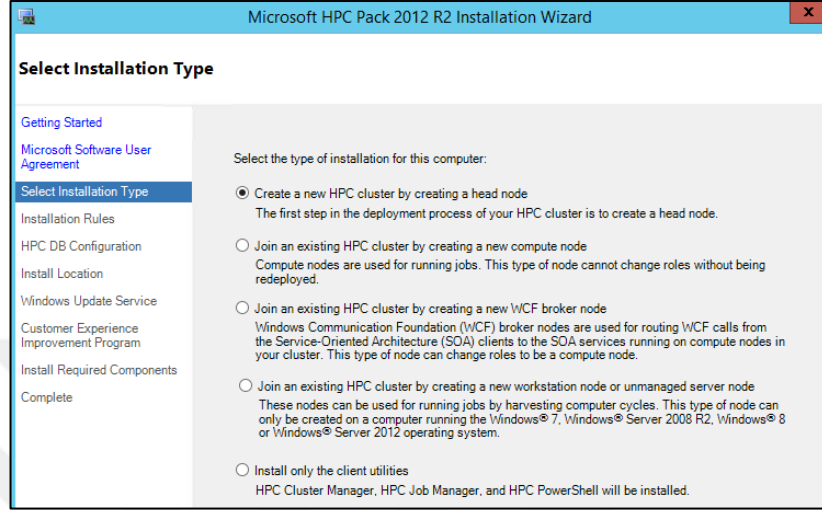 Microsoft HPC Pack 2012 R2 Installation Wizard
x
Select Installation Type
Getting Started
Microsoft Software User
Agreement
Select Installation Type
Installation Rules
HPC DB Configuration
Install Location
Windows Update Service
Customer Experience
Improvement Program
Install Required Components
Complete
Select the type of installation for this computer:
Create a new HPC cluster by creating a head node
The first step in the deployment process of your HPC cluster is to create a head node.
Join an existing HPC cluster by creating a new compute node
Compute nodes are used for running jobs. This type of node cannot change roles without being
redeployed.
Join an existing HPC cluster by creating a new WCF broker node
Windows Communication Foundation (WCF) broker nodes are used for routing WCF calls from
the Service-Oriented Architecture (SOA) clients to the SOA services running on compute nodes in
your cluster. This type of node can change roles to be a compute node.
Join an existing HPC cluster by creating a new workstation node or unmanaged server node
These nodes can be used for running jobs by harvesting computer cycles. This type of node can
only be created on a computer running the Windows® 7, Windows® Server 2008 R2, Windows® 8
or Windows® Server 2012 operating system.
Install only the client utilities
HPC Cluster Manager, HPC Job Manager, and HPC PowerShell will be installed.